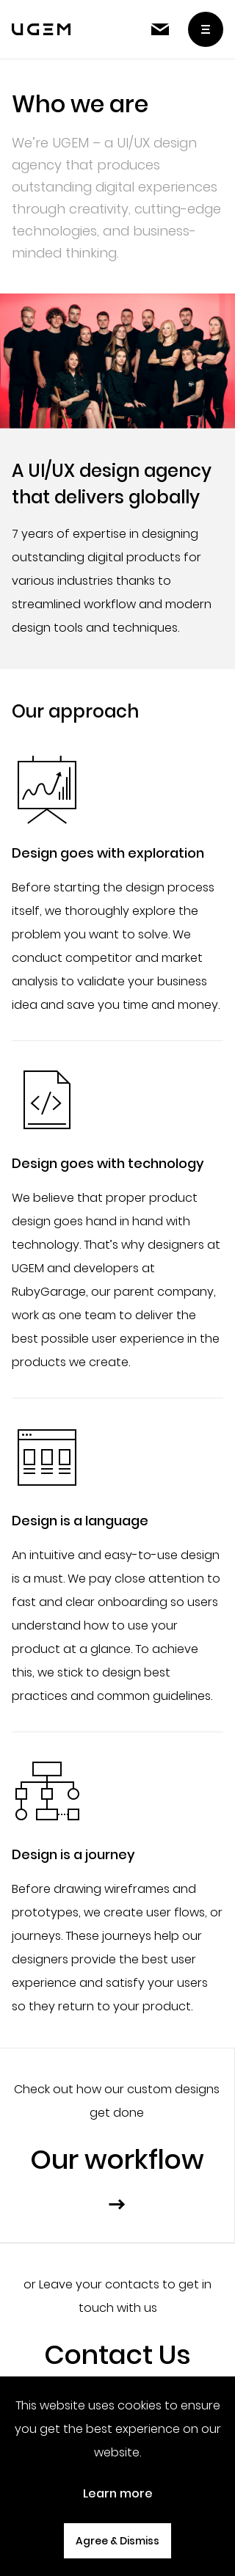 UGEM
Who we are
We're UGEM – a UI/UX design
agency that produces
outstanding digital experiences
through creativity, cutting-edge
technologies, and business-
minded thinking.
A UI/UX design agency
that delivers globally
7 years of expertise in designing
outstanding digital products for
various industries thanks to
streamlined workflow and modern
design tools and techniques.
Our approach
Design goes with exploration
Before starting the design process
itself, we thoroughly explore the
problem you want to solve. We
conduct competitor and market
analysis to validate your business
idea and save you time and money.
Design goes with technology
We believe that proper product
design goes hand in hand with
technology. That's why designers at
UGEM and developers at
RubyGarage, our parent company,
work as one team to deliver the
best possible user experience in the
products we create.
Design is a language
An intuitive and easy-to-use design
is a must. We pay close attention to
fast and clear onboarding so users
understand how to use your
product at a glance. To achieve
this, we stick to design best
practices and common guidelines.
Design is a journey
Before drawing wireframes and
prototypes, we create user flows, or
journeys. These journeys help our
designers provide the best user
experience and satisfy your users
so they return to your product.
Check out how our custom designs
get done
Our workflow
→
or Leave your contacts to get in
touch with us
Contact Us
This website uses cookies to ensure
you get the best experience on our
website.
Learn more
Agree & Dismiss